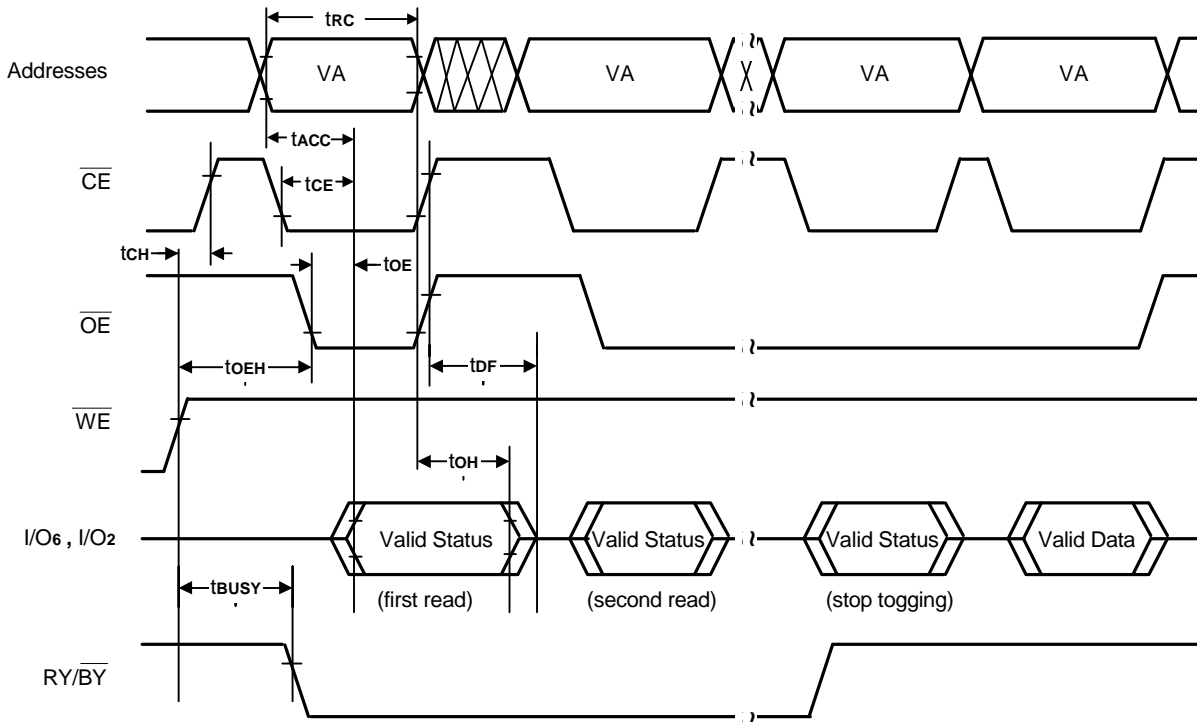 tRC
Addresses
VA
VA
VA
VA
tACC
CE
tCE
tCH
tOE
OE
tOEH
tDF
WE
tOH
I/O6 , I/O2
Valid Status
Valid Status
Valid Status
Valid Data
tBUSY
(first read)
(second read)
(stop togging)
RY/BY